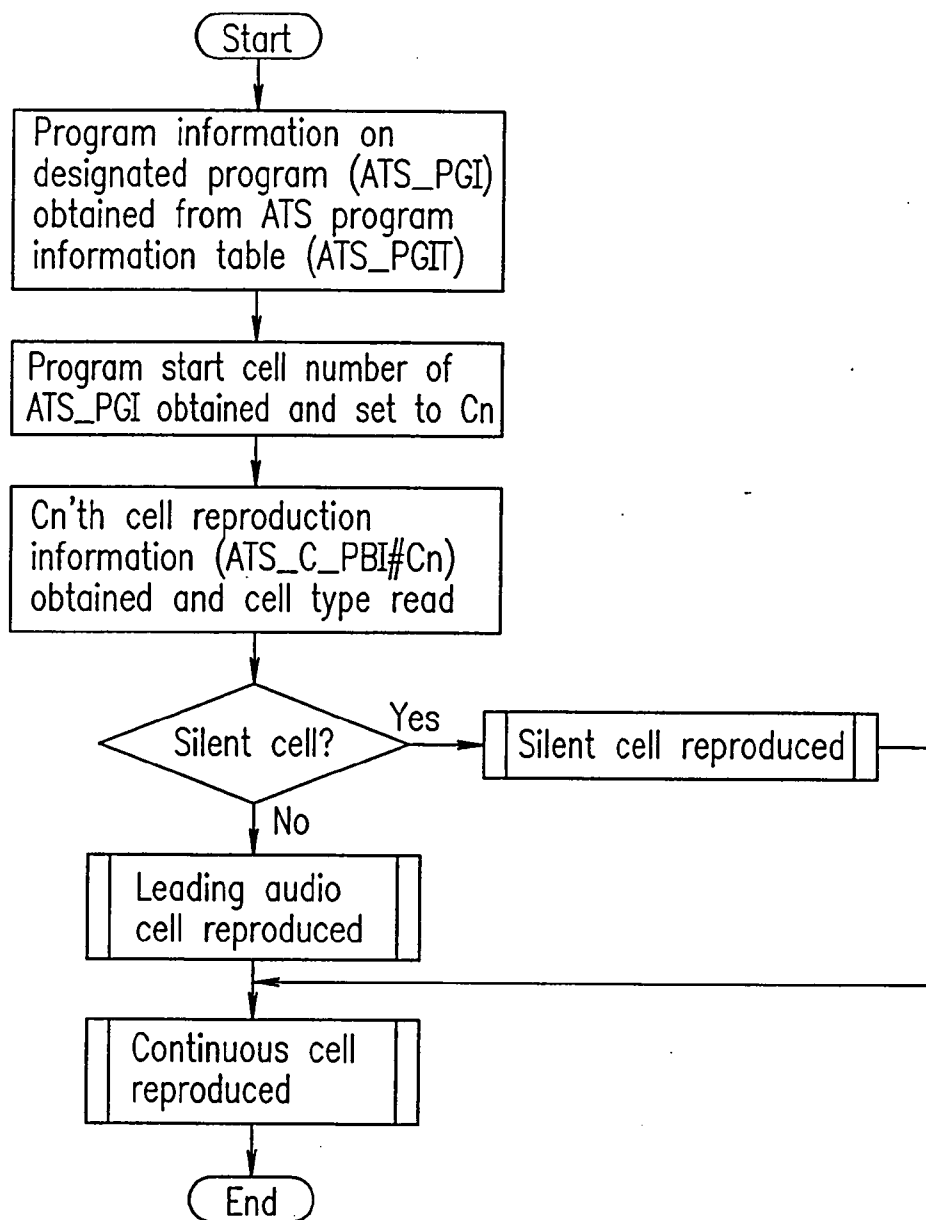 Start
Program information on
designated program (ATS_PGI)
obtained from ATS program
information table (ATS_PGIT)
Program start cell number of
ATS_PGI obtained and set to Cn
Cn'th cell reproduction
information (ATS_C_PBI#Cn)
obtained and cell type read
Silent cell?
Yes
Silent cell reproduced
No
Leading audio
cell reproduced
Continuous cell
reproduced
End